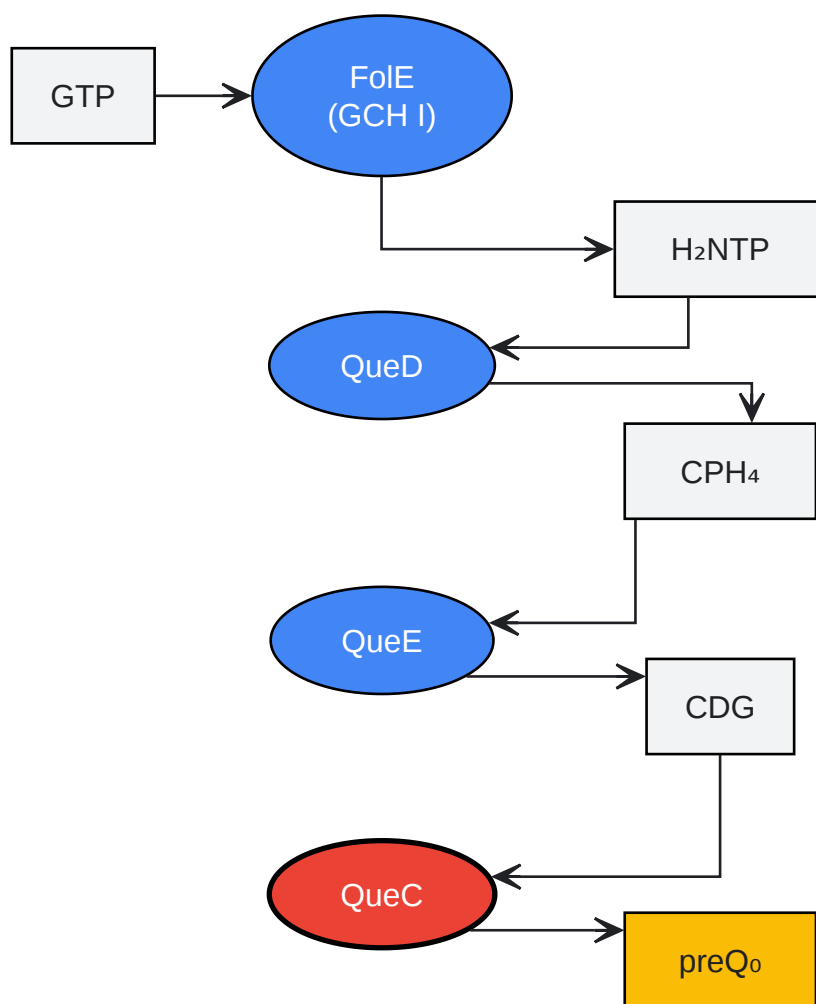 GTP
FolE
(GCH I)
H₂NTP
QueD
CPH₄
QueE
CDG
QueC
preQ₀